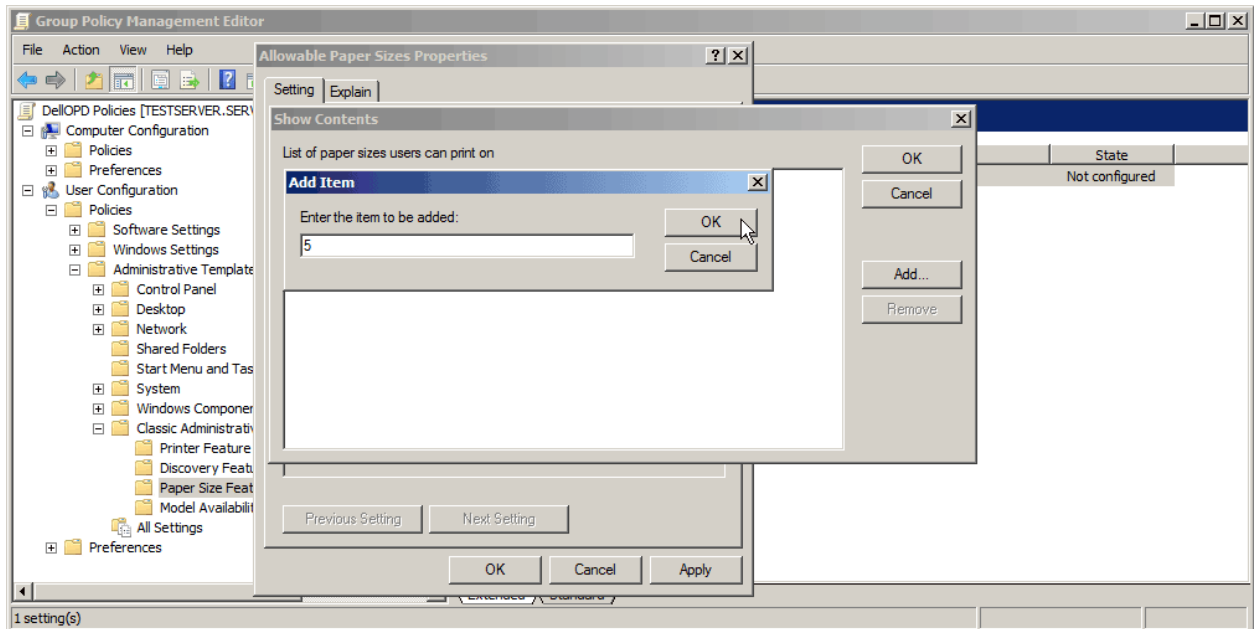 Group Policy Management Editor
File Action View Help
Allowable Paper Sizes Properties
Setting Explain
DellOPD Policies [TESTSERVER.SERV
Show Contents
Computer Configuration
Policies
Preferences
User Configuration
Policies
Software Settings
Windows Settings
Administrative Template
Control Panel
Desktop
Network
Shared Folders
Start Menu and Tas
System
Windows Componer
Classic Administrativ
Printer Feature
Discovery Featu
Paper Size Feat
Model Availabilit
All Settings
Preferences
List of paper sizes users can print on
OK
Cancel
Add...
Remove
Add Item
Enter the item to be added:
5
OK
Cancel
State
Not configured
Previous Setting Next Setting
OK Cancel Apply
Extended Standard
1 setting(s)